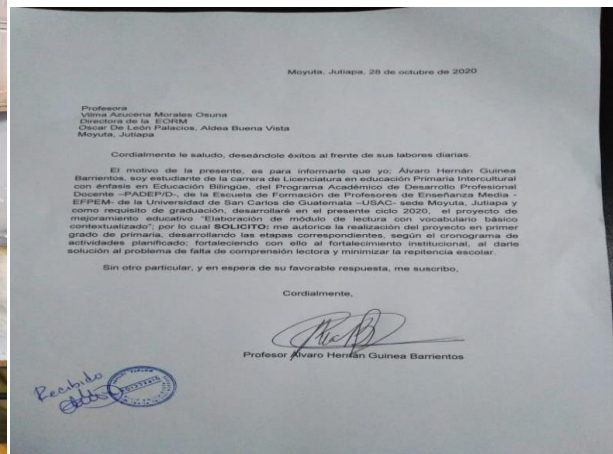 Moyuta, Jutiapa, 28 de octubre de 2020
Profesora
Vilma Azucena Morales Osuna
Directora de la EORM
Oscar De León Palacios, Aldea Buena Vista
Moyuta, Jutiapa
Cordialmente le saludo, deseándole éxitos al frente de sus labores diarias.
El motivo de la presente, es para informarle que yo: Álvaro Hernán Guinea
Barrientos, soy estudiante de la carrera de Licenciatura en educación Primaria Intercultural
con énfasis en Educación Bilingüe, del Programa Académico de Desarrollo Profesional
Docente –PADEP/D-, de la Escuela de Formación de Profesores de Enseñanza Media -
EFPEM- de la Universidad de San Carlos de Guatemala –USAC- sede Moyuta, Jutiapa y
como requisito de graduación, desarrollaré en el presente ciclo 2020, el proyecto de
mejoramiento educativo "Elaboración de módulo de lectura con vocabulario básico
contextualizado"; por lo cual SOLICITO: me autorice la realización del proyecto en primer
grado de primaria, desarrollando las etapas correspondientes, según el cronograma de
actividades planificado; fortaleciendo con ello al fortalecimiento institucional, al darle
solución al problema de falta de comprensión lectora y minimizar la repitencia escolar.
Sin otro particular, y en espera de su favorable respuesta, me suscribo,
Cordialmente,
Profesor Álvaro Hernán Guinea Barrientos
Recibido